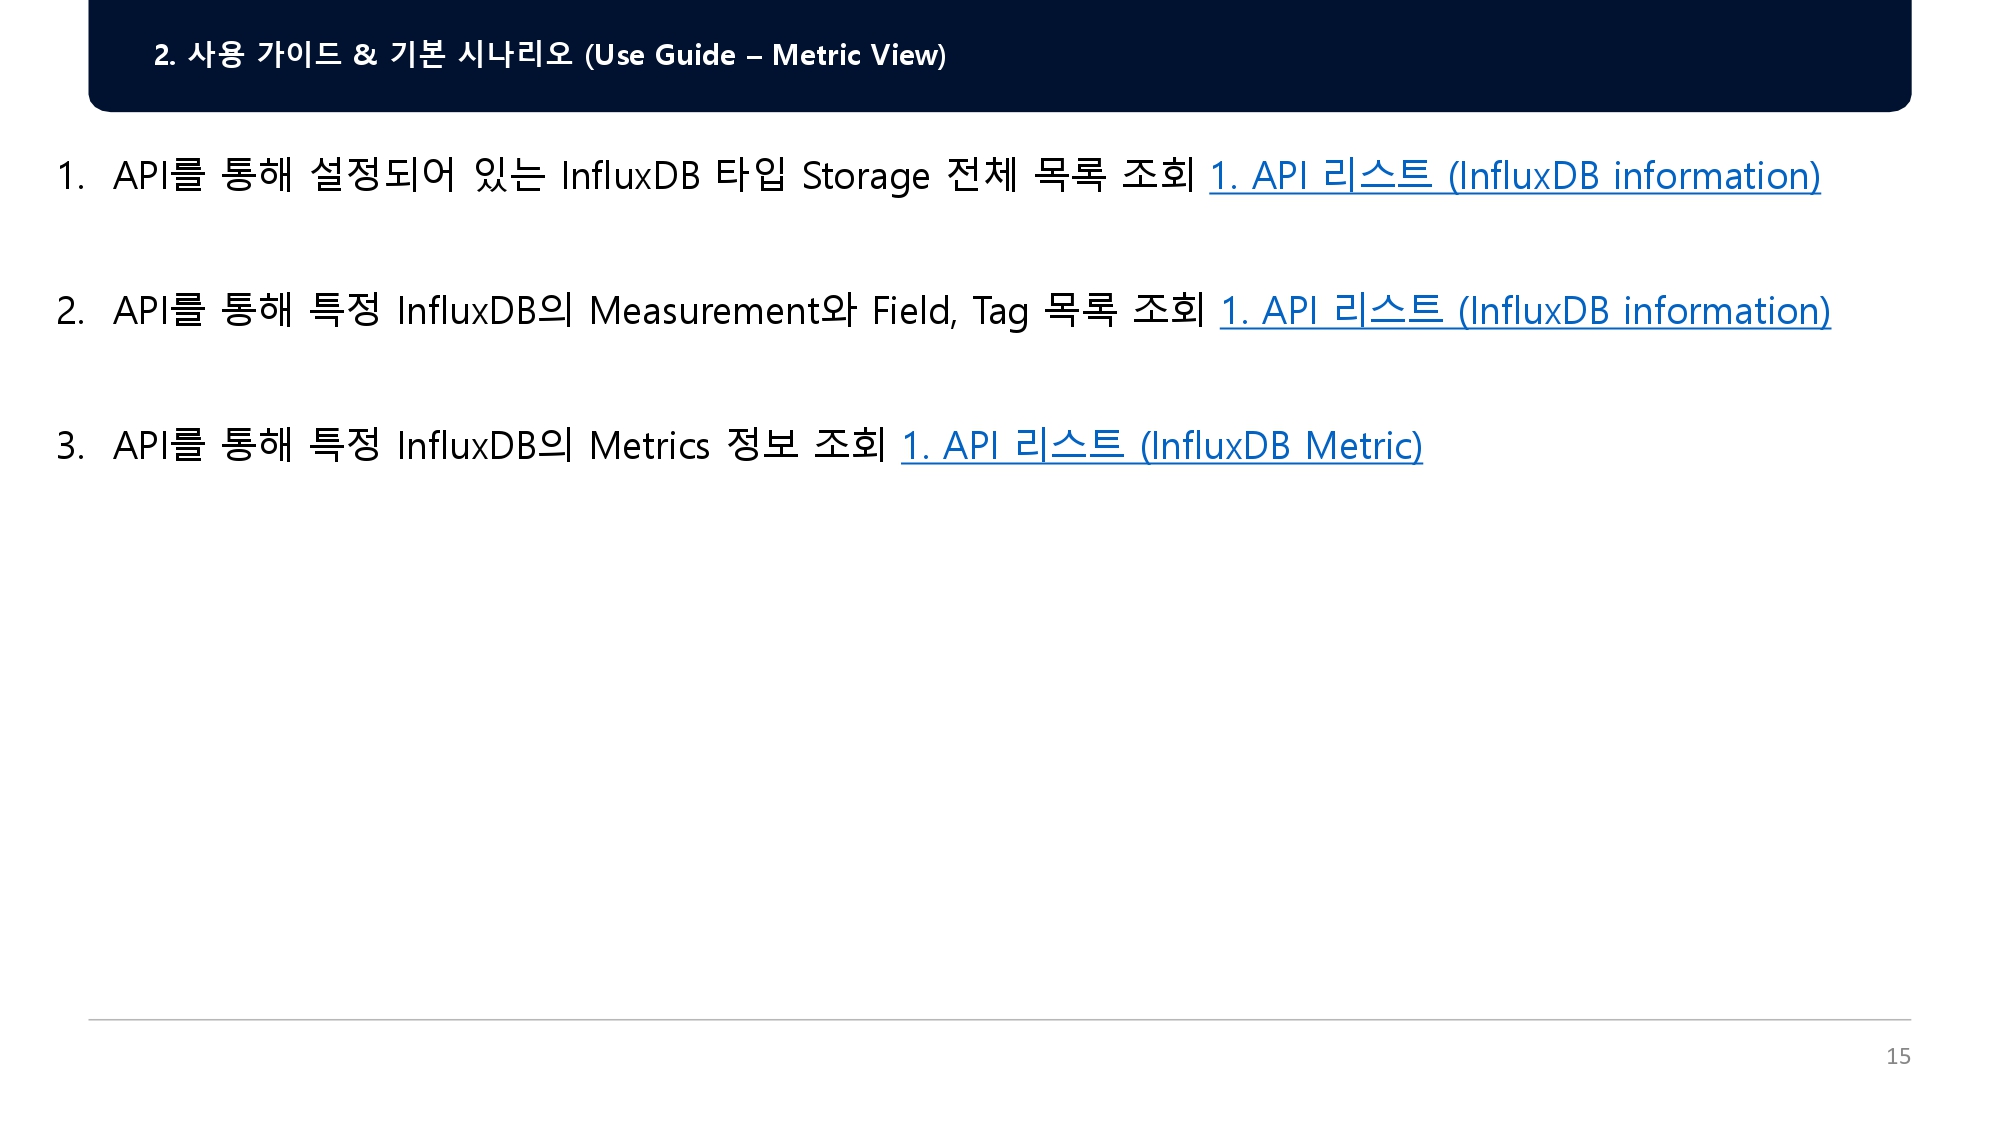 2. 사용 가이드 & 기본 시나리오 (Use Guide – Metric View)
1. API를 통해 설정되어 있는 InfluxDB 타입 Storage 전체 목록 조회 1. API 리스트 (InfluxDB information)
2. API를 통해 특정 InfluxDB의 Measurement와 Field, Tag 목록 조회 1. API 리스트 (InfluxDB information)
3. API를 통해 특정 InfluxDB의 Metrics 정보 조회 1. API 리스트 (InfluxDB Metric)
15